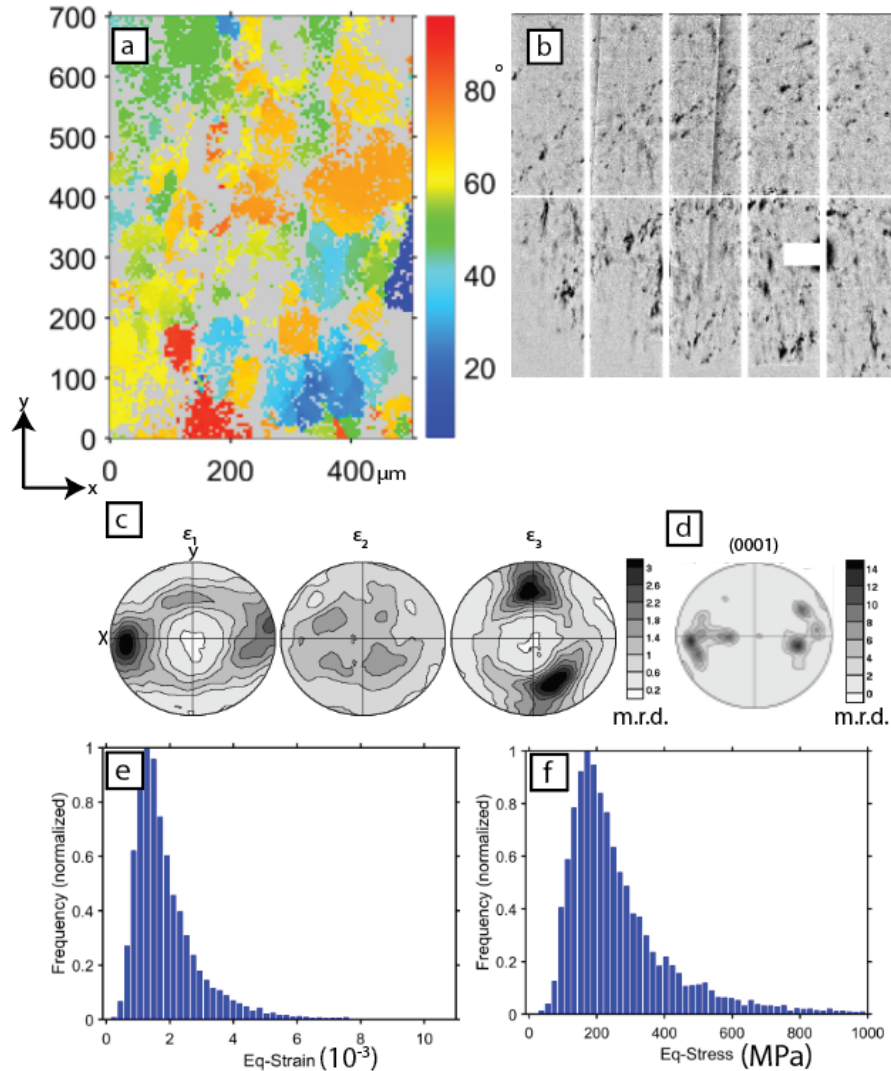 a
700
600
500
400
300
200
100
0
0
200
400
µm
y
x
°
80
60
40
20
b
c
ε1
ε2
ε3
y
X
3
2.6
2.2
1.8
1.4
1
0.6
0.2
m.r.d.
d
(0001)
14
12
10
8
6
4
2
0
m.r.d.
e
Frequency (normalized)
1
0.8
0.6
0.4
0.2
0
0
2
4
6
8
10
Eq-Strain (10-3)
f
Frequency (normalized)
1
0.8
0.6
0.4
0.2
0
0
200
400
600
800
1000
Eq-Stress (MPa)